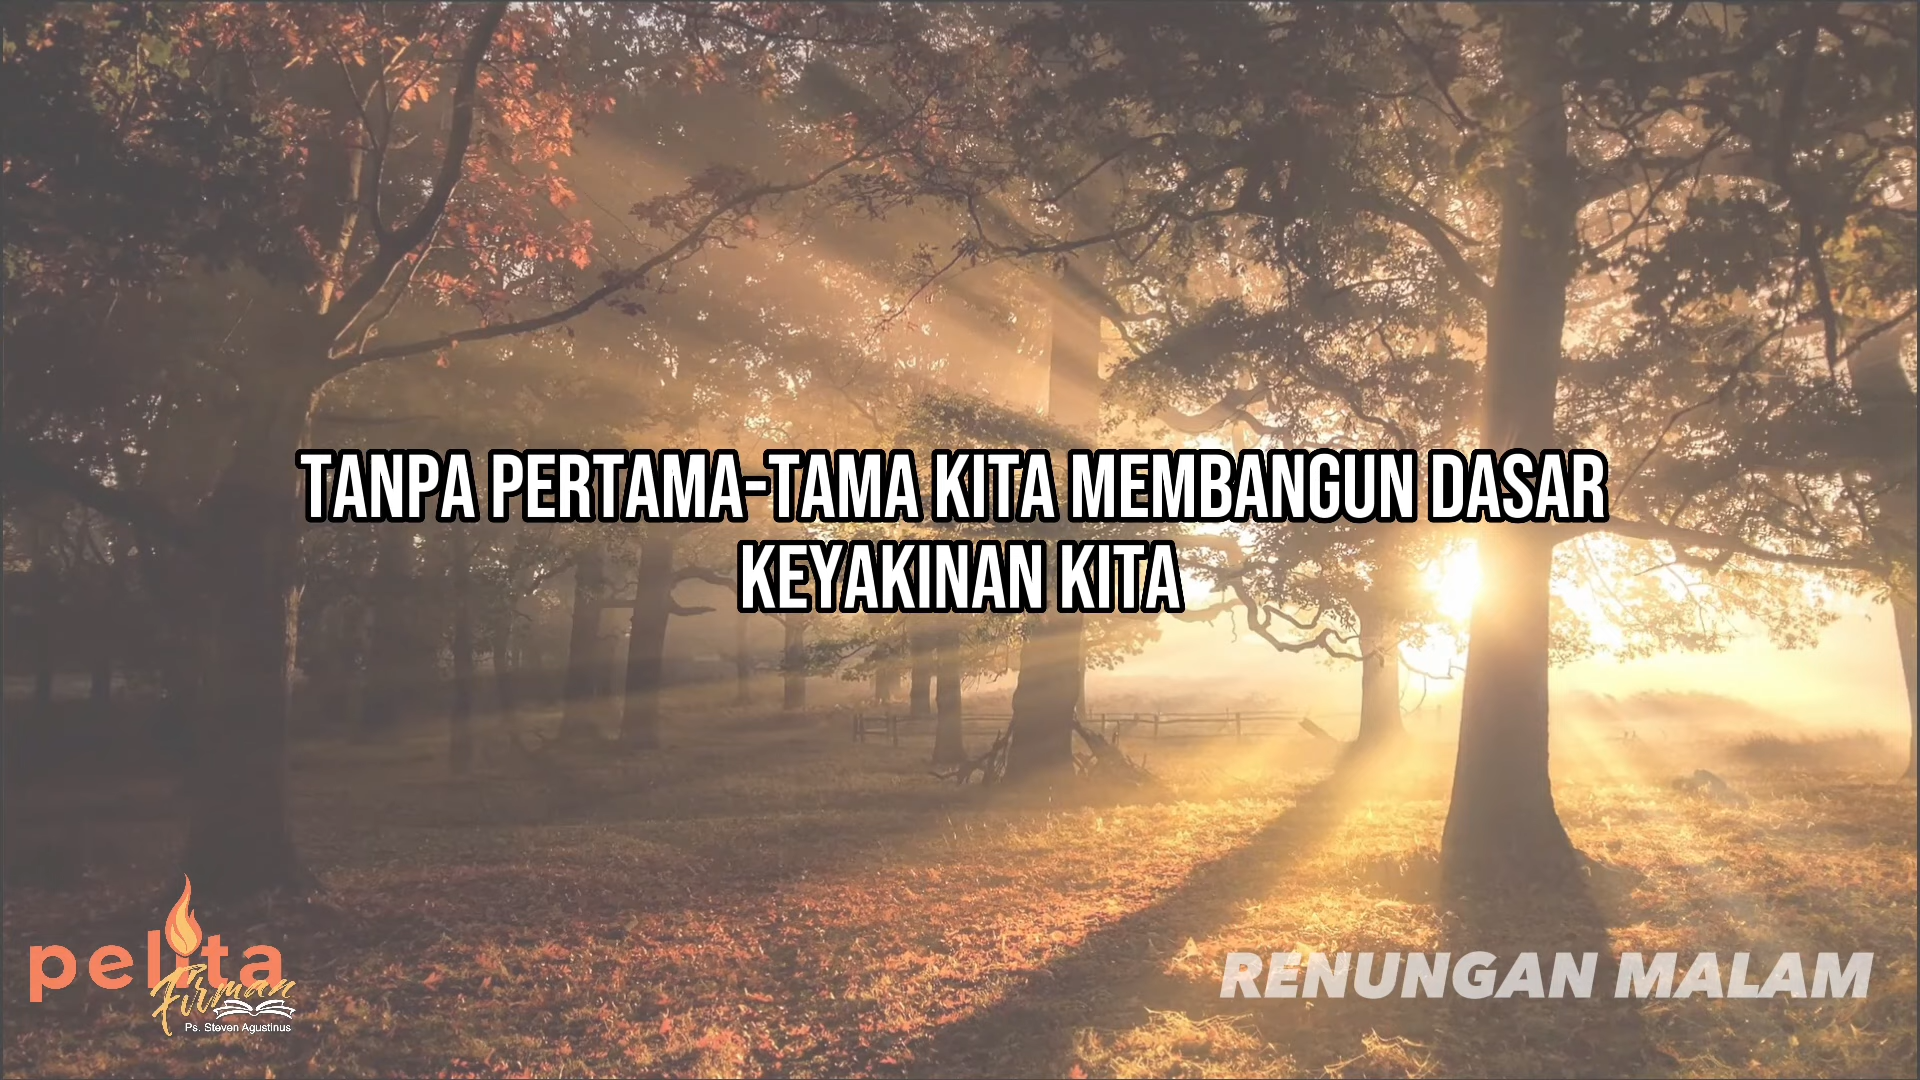 TANPA PERTAMA-TAMA KITA MEMBANGUN DASAR
KEYAKINAN KITA
pelita
Firman
Ps. Steven Agustinus
RENUNGAN MALAM